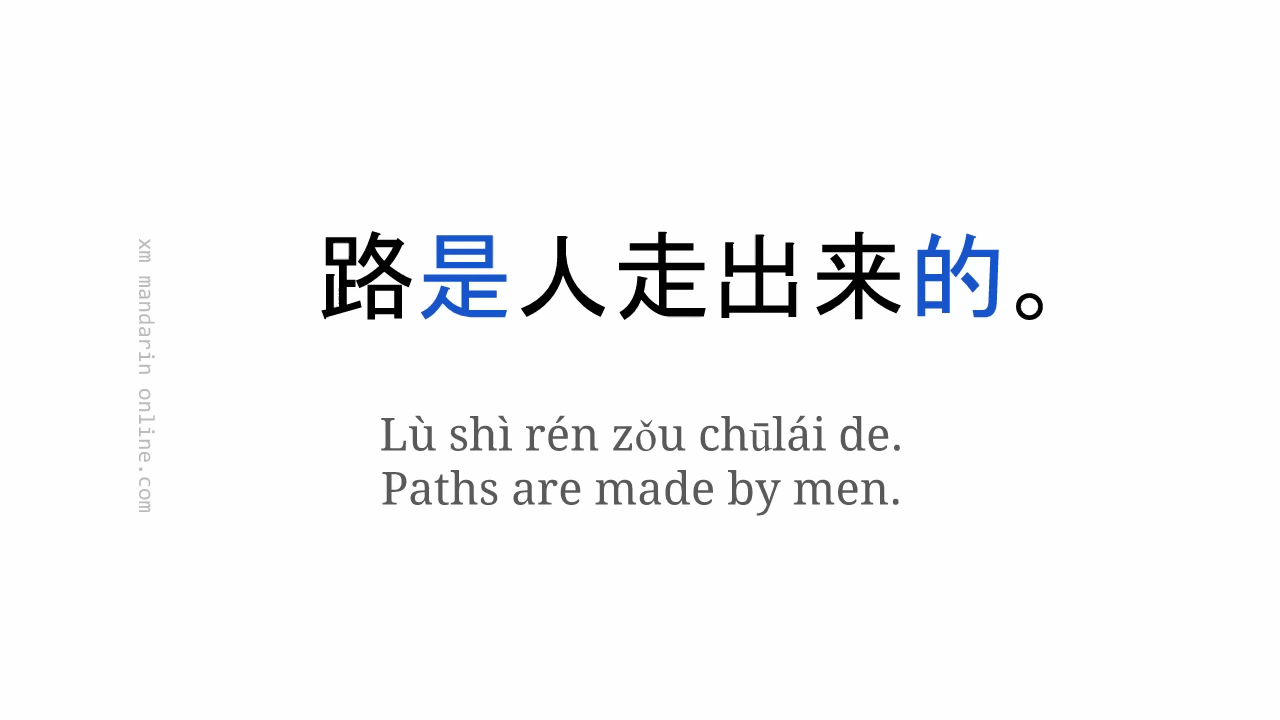 xm mandarin online.com
路是人走出来的。
Lù shì rén zǒu chūlái de.
Paths are made by men.